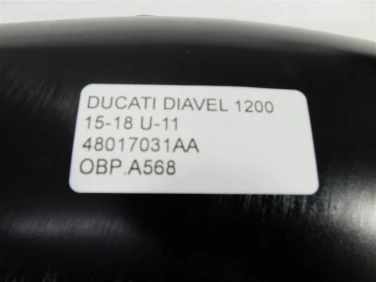 DUCATI DIAVEL 1200
15-18 U-11
48017031AA
OBP.A568